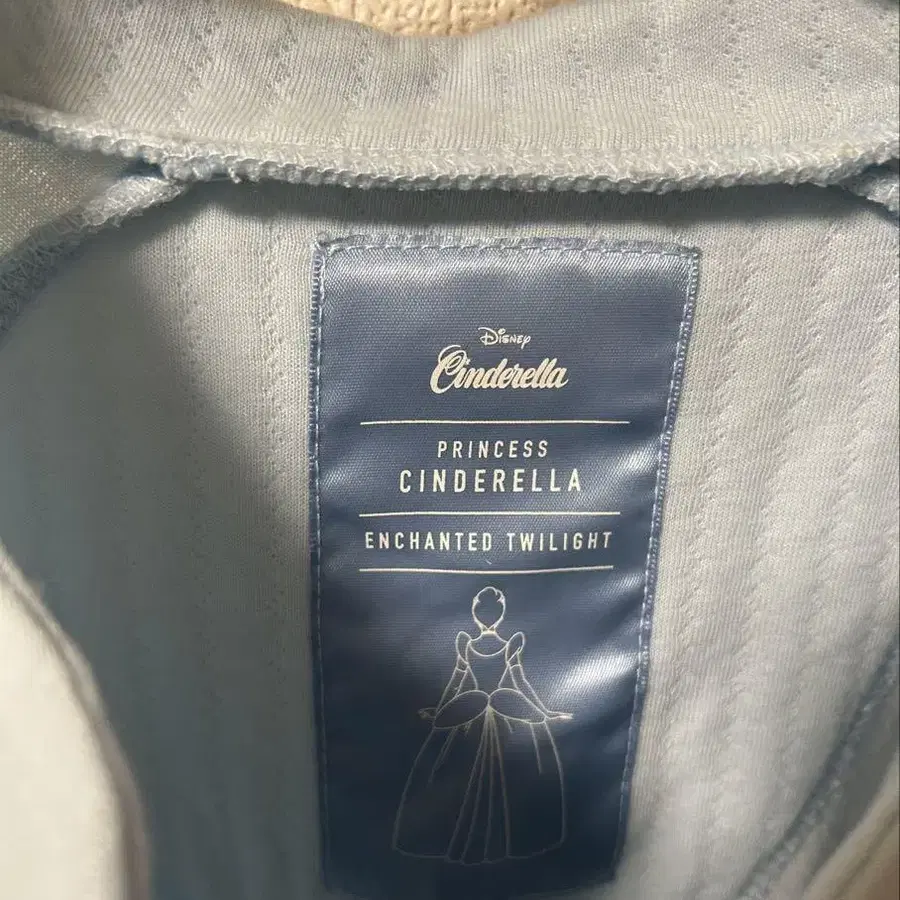 Disney
Cinderella
PRINCESS
CINDERELLA
ENCHANTED TWILIGHT